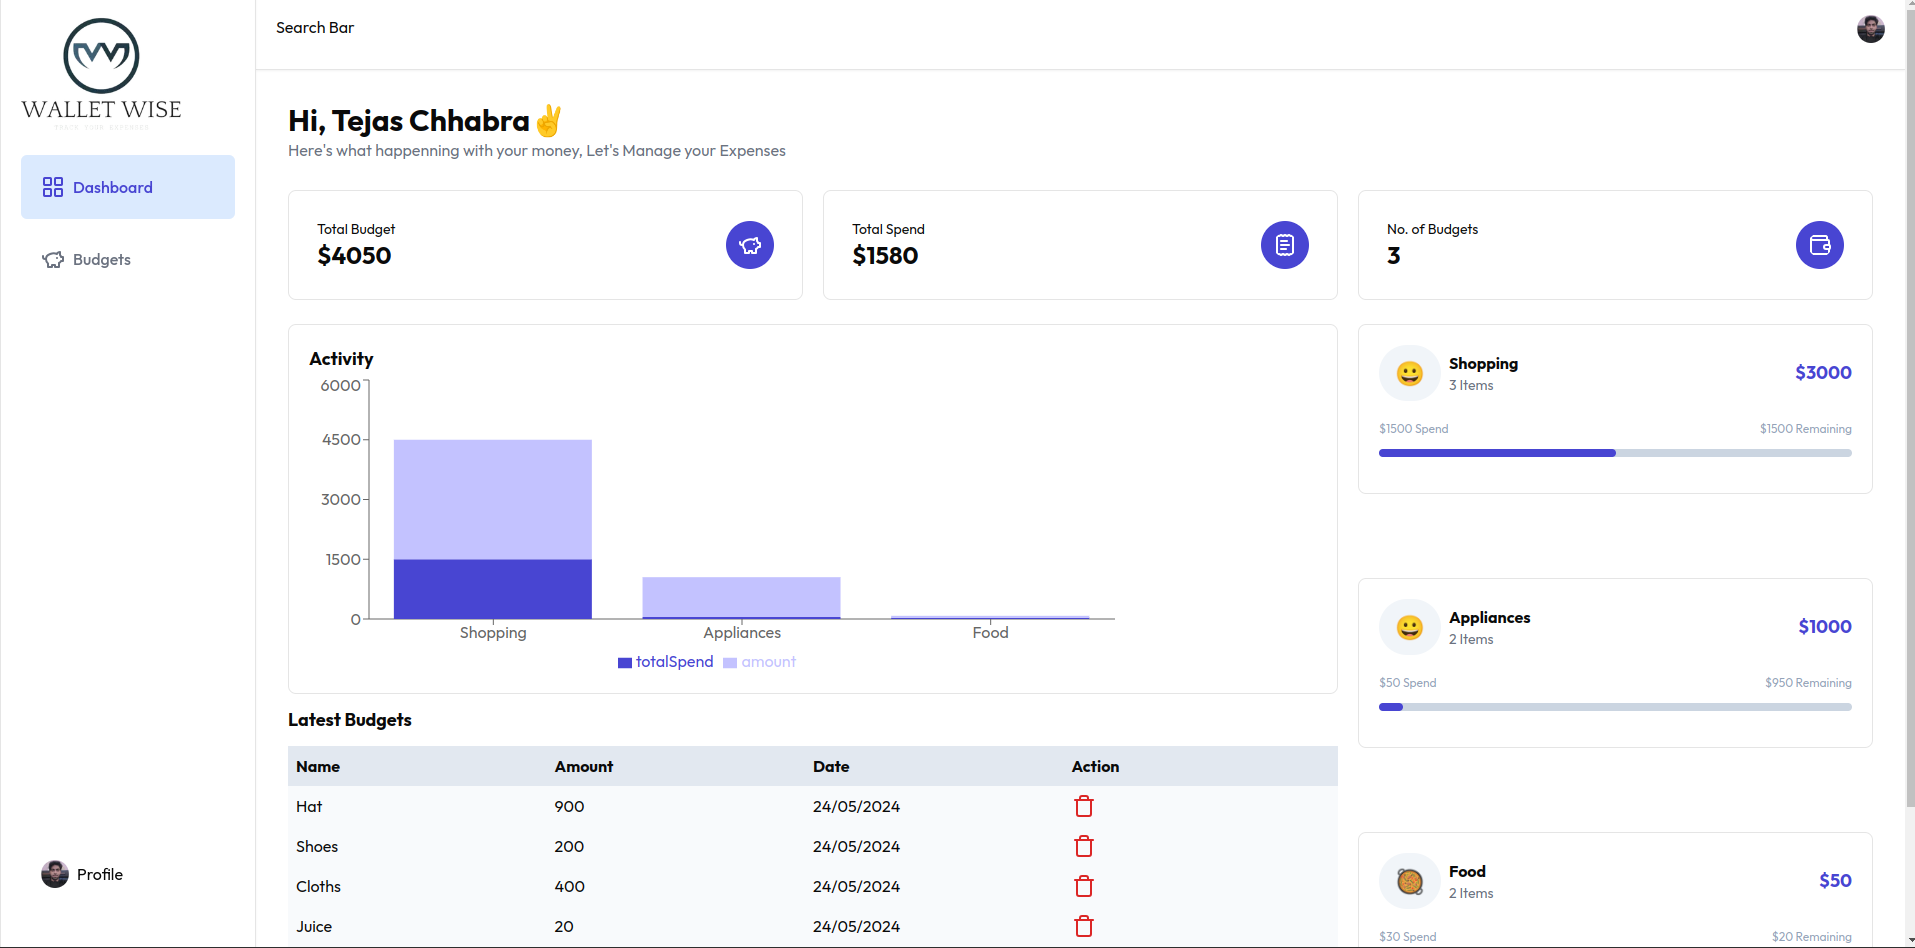 WALLET WISE
Dashboard
Budgets
Profile
Search Bar
Hi, Tejas Chhabra✌️
Here's what happenning with your money, Let's Manage your Expenses
Total Budget
$4050
Total Spend
$1580
No. of Budgets
3
Activity
6000
4500
3000
1500
0
Shopping Appliances Food
totalSpend amount
Latest Budgets
Name Amount Date Action
Hat 900 24/05/2024
Shoes 200 24/05/2024
Cloths 400 24/05/2024
Juice 20 24/05/2024
Shopping
3 Items
$3000
$1500 Spend $1500 Remaining
Appliances
2 Items
$1000
$50 Spend $950 Remaining
Food
2 Items
$50
$30 Spend $20 Remaining